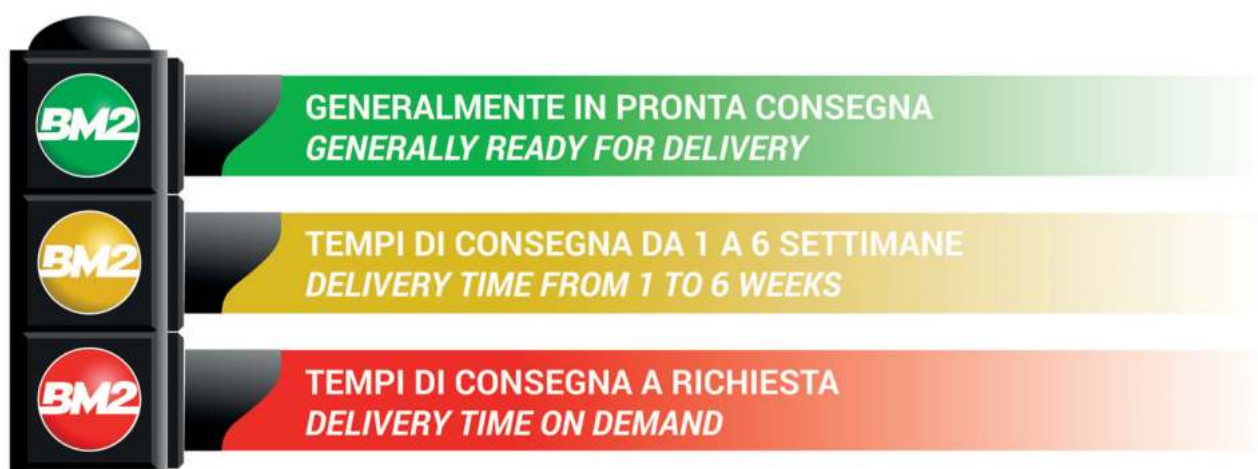 BM2
GENERALMENTE IN PRONTA CONSEGNA
GENERALLY READY FOR DELIVERY
BM2
TEMPI DI CONSEGNA DA 1 A 6 SETTIMANE
DELIVERY TIME FROM 1 TO 6 WEEKS
BM2
TEMPI DI CONSEGNA A RICHIESTA
DELIVERY TIME ON DEMAND